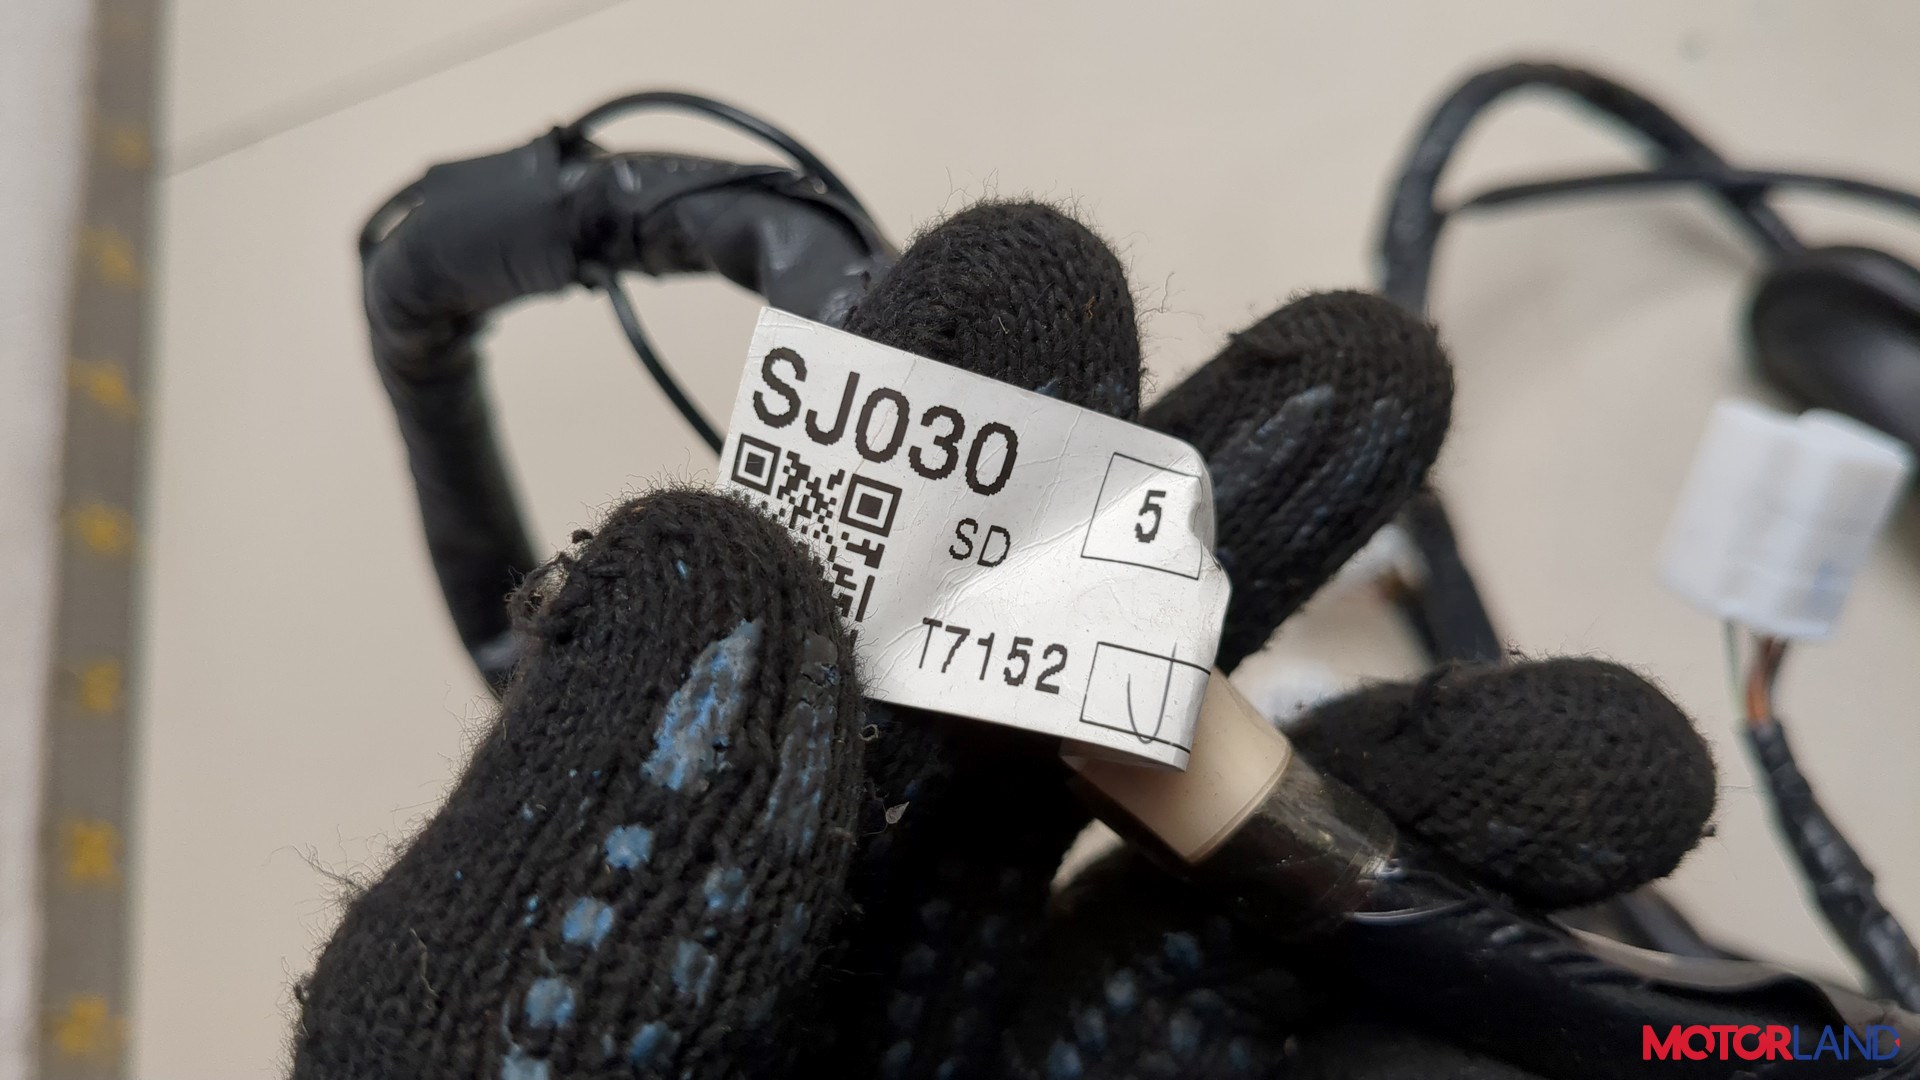 SJ030
5
SD
T7152
MOTORLAND